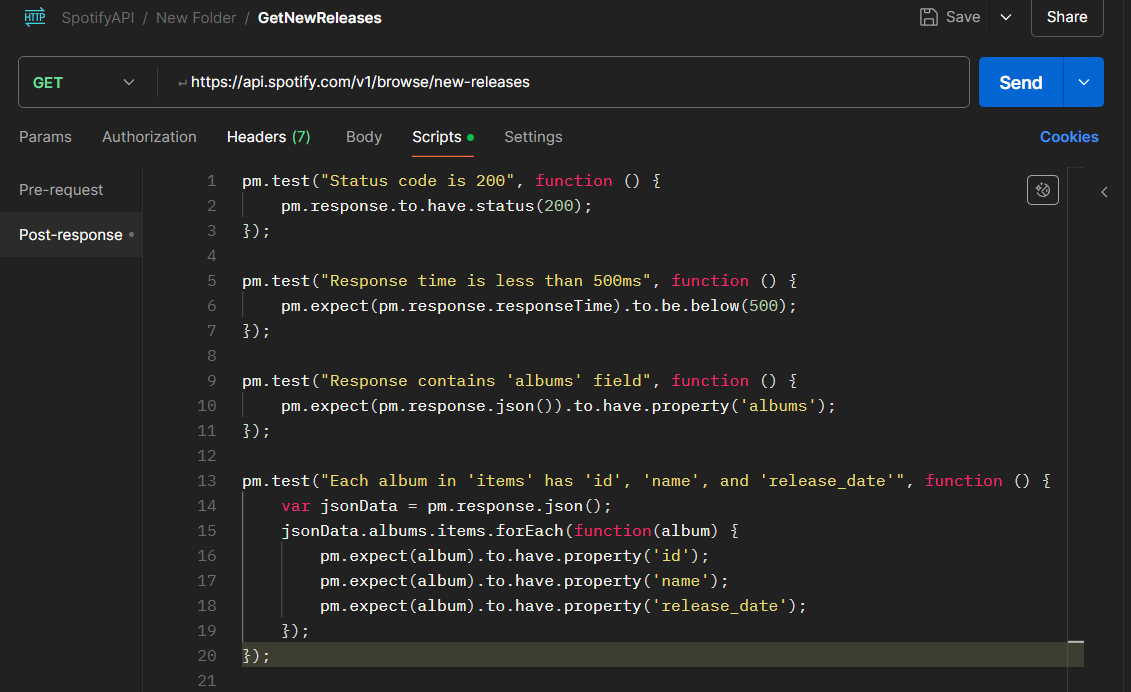 HTTP SpotifyAPI / New Folder / GetNewReleases Save Share
GET ↵https://api.spotify.com/v1/browse/new-releases Send
Params Authorization Headers (7) Body Scripts Settings Cookies
Pre-request
Post-response
1 pm.test("Status code is 200", function () {
2 pm.response.to.have.status(200);
3 });
4
5 pm.test("Response time is less than 500ms", function () {
6 pm.expect(pm.response.responseTime).to.be.below(500);
7 });
8
9 pm.test("Response contains 'albums' field", function () {
10 pm.expect(pm.response.json()).to.have.property('albums');
11 });
12
13 pm.test("Each album in 'items' has 'id', 'name', and 'release_date'", function () {
14 var jsonData = pm.response.json();
15 jsonData.albums.items.forEach(function(album) {
16 pm.expect(album).to.have.property('id');
17 pm.expect(album).to.have.property('name');
18 pm.expect(album).to.have.property('release_date');
19 });
20 });
21